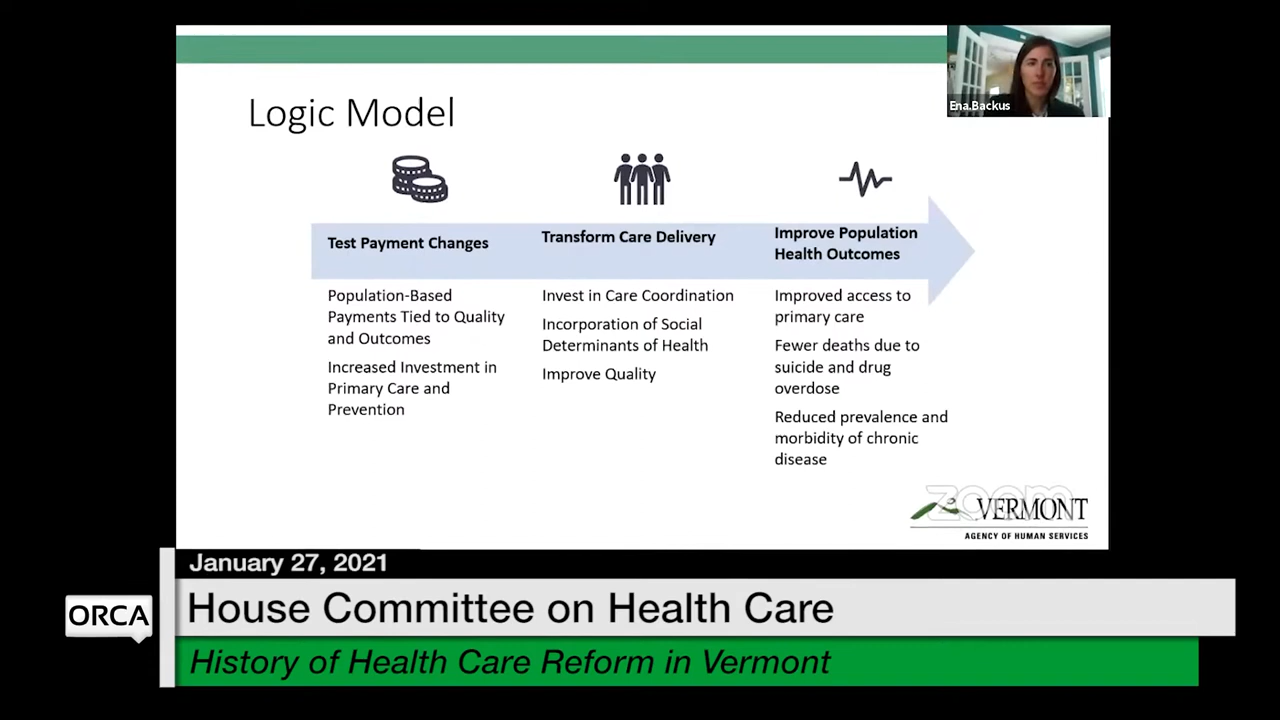 Ena.Backus
Logic Model
Test Payment Changes
Population-Based
Payments Tied to Quality
and Outcomes
Increased Investment in
Primary Care and
Prevention
Transform Care Delivery
Invest in Care Coordination
Incorporation of Social
Determinants of Health
Improve Quality
Improve Population
Health Outcomes
Improved access to
primary care
Fewer deaths due to
suicide and drug
overdose
Reduced prevalence and
morbidity of chronic
disease
zoom
VERMONT
AGENCY OF HUMAN SERVICES
January 27, 2021
ORCA
House Committee on Health Care
History of Health Care Reform in Vermont